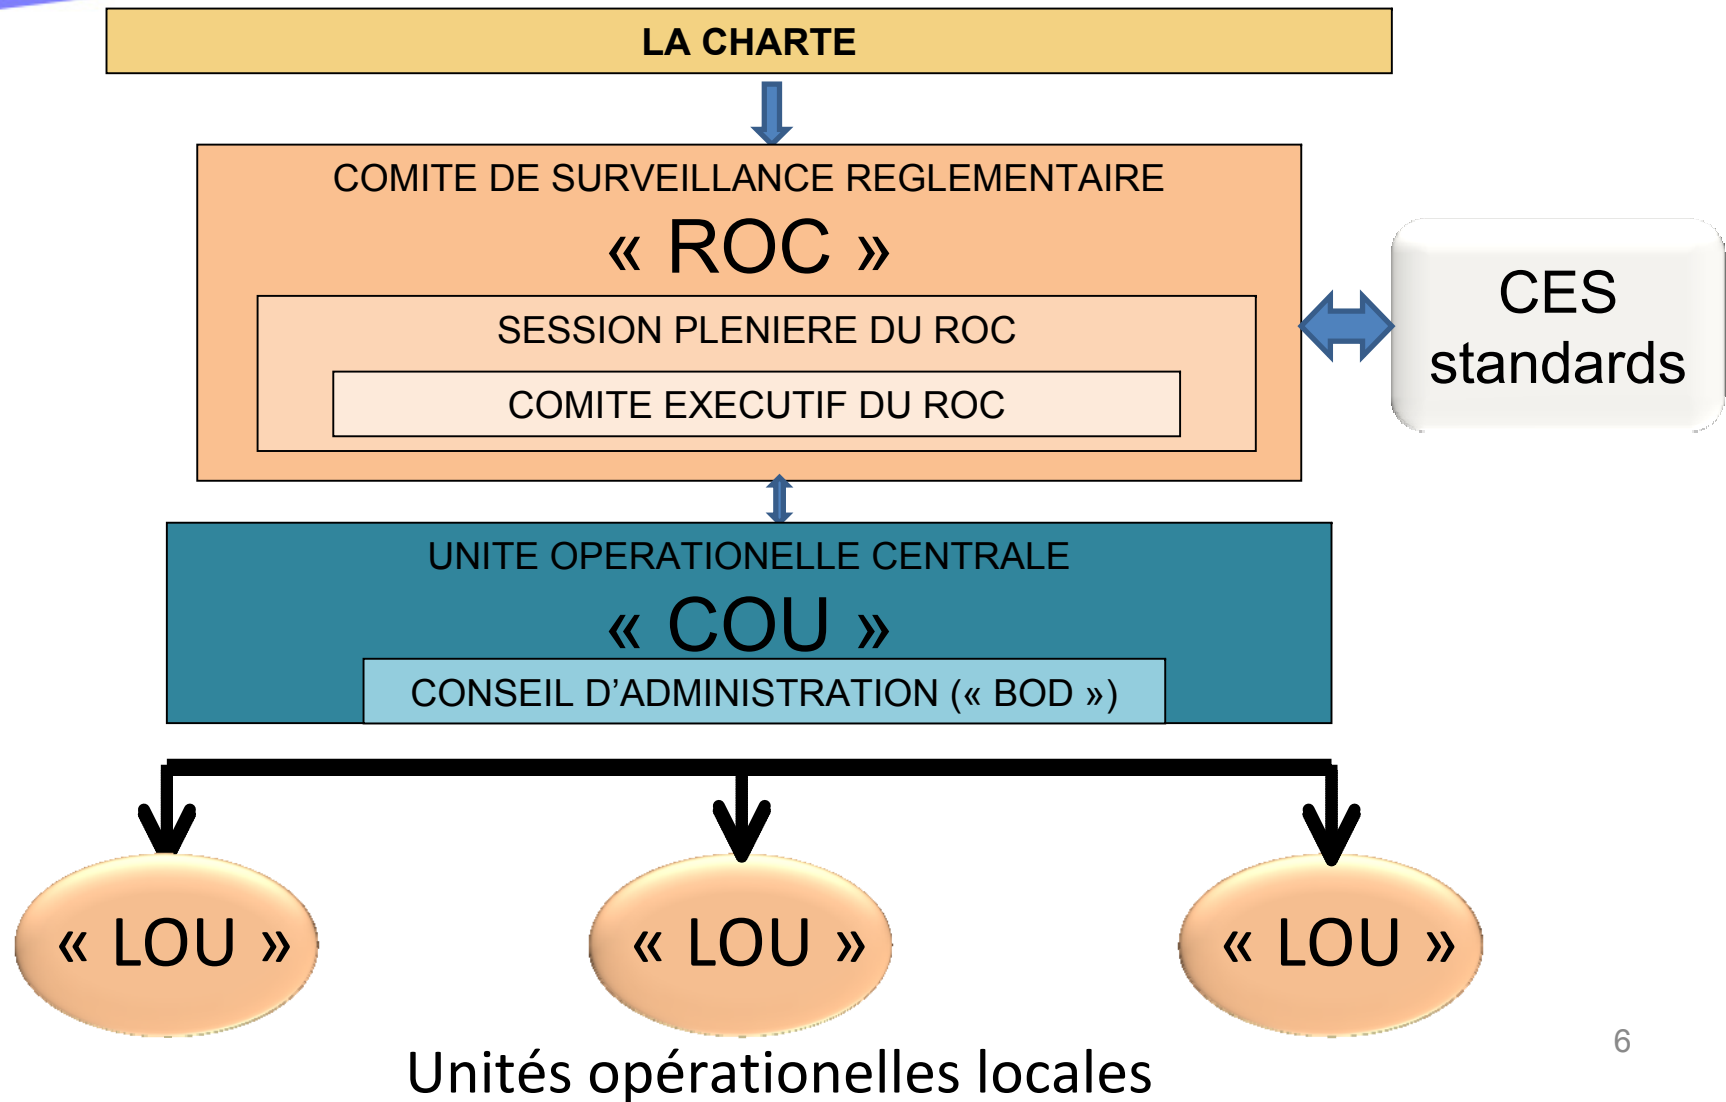 LA CHARTE
COMITE DE SURVEILLANCE REGLEMENTAIRE
« ROC »
SESSION PLENIERE DU ROC
COMITE EXECUTIF DU ROC
CES
standards
UNITE OPERATIONELLE CENTRALE
« COU »
CONSEIL D’ADMINISTRATION (« BOD »)
« LOU »
« LOU »
« LOU »
Unités opérationelles locales
6